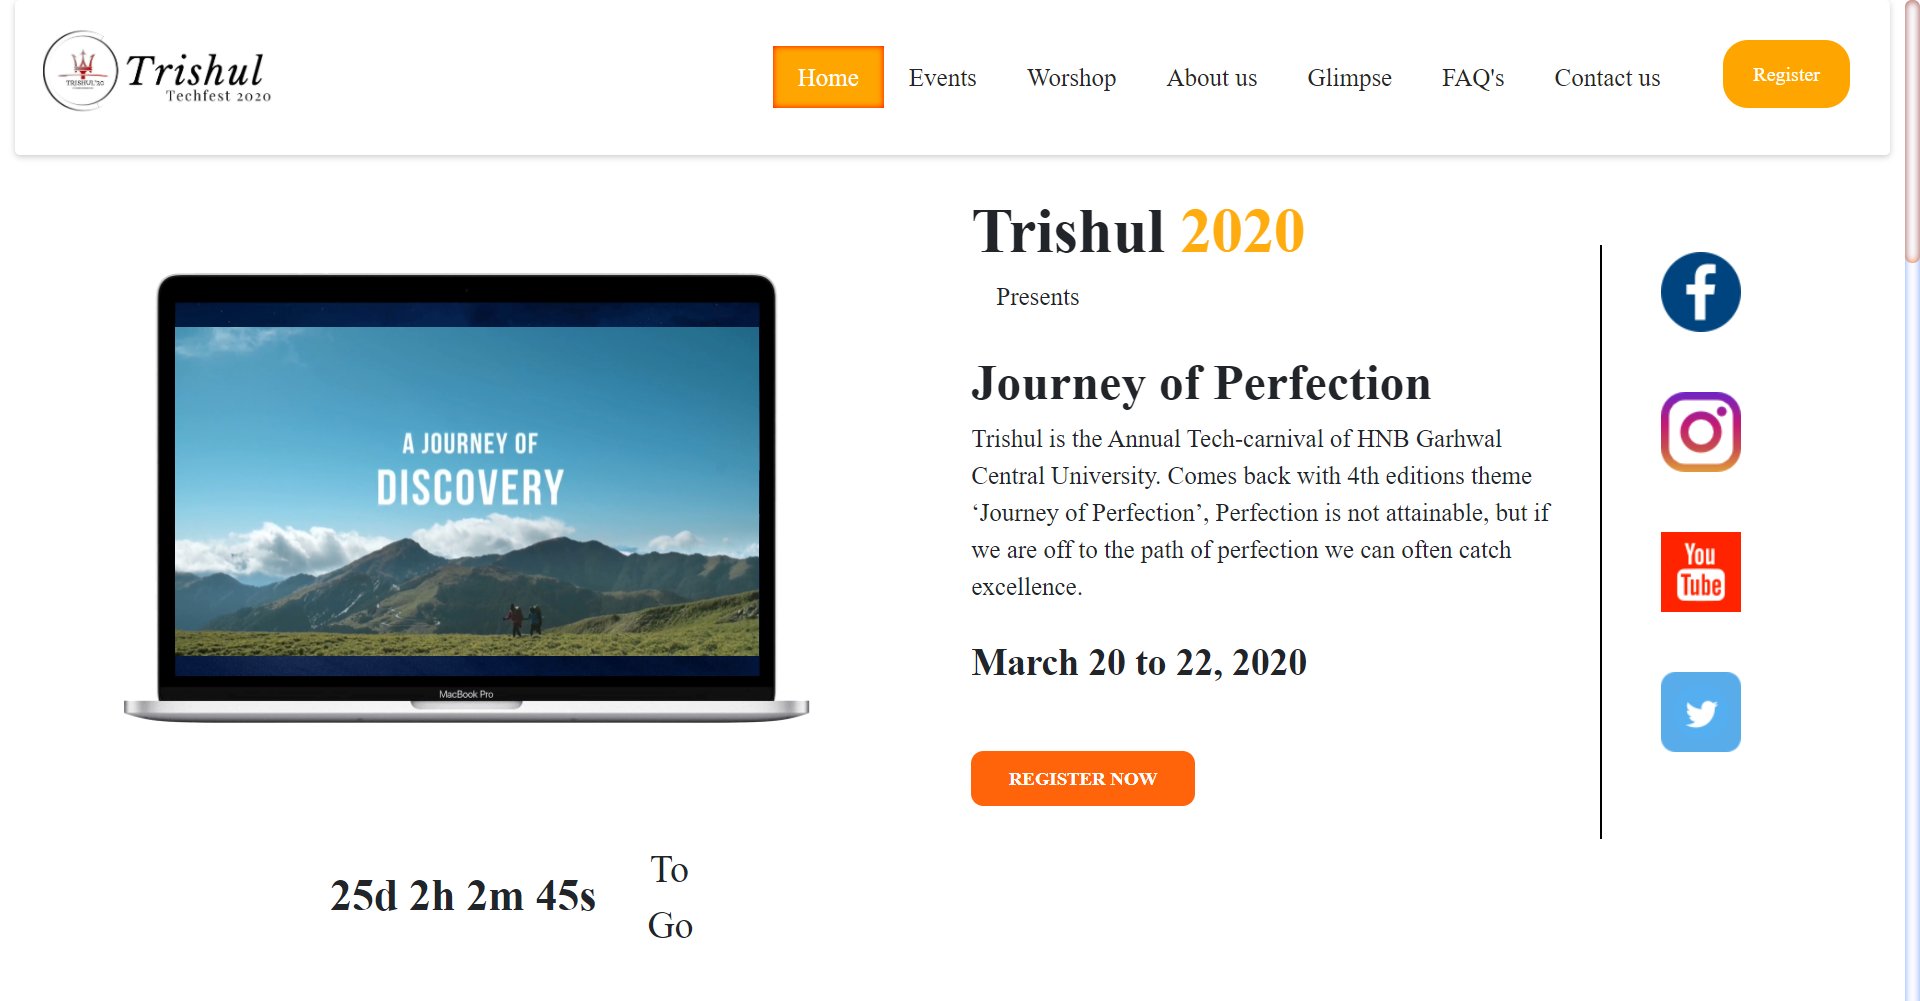 TRISHUL'20
Trishul
Techfest 2020
Home
Events
Worshop
About us
Glimpse
FAQ's
Contact us
Register
A JOURNEY OF
DISCOVERY
MacBook Pro
25d 2h 2m 45s
To
Go
Trishul 2020
Presents
Journey of Perfection
Trishul is the Annual Tech-carnival of HNB Garhwal
Central University. Comes back with 4th editions theme
‘Journey of Perfection’, Perfection is not attainable, but if
we are off to the path of perfection we can often catch
excellence.
March 20 to 22, 2020
REGISTER NOW
You
Tube